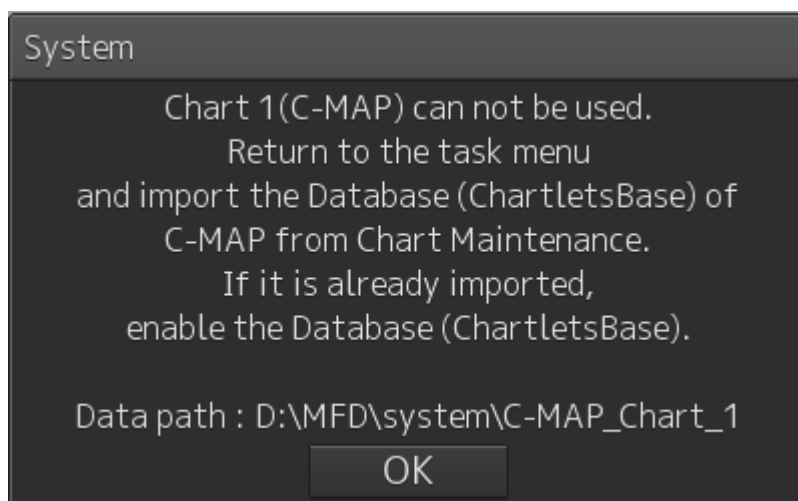 System
Chart 1(C-MAP) can not be used.
Return to the task menu
and import the Database (ChartletsBase) of
C-MAP from Chart Maintenance.
If it is already imported,
enable the Database (ChartletsBase).
Data path : D:\MFD\system\C-MAP_Chart_1
OK